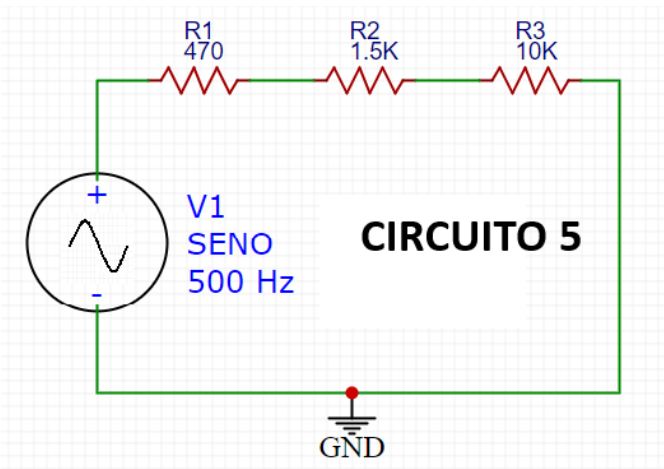 R1
470
R2
1.5K
R3
10K
+
V1
SENO
500 Hz
-
CIRCUITO 5
GND